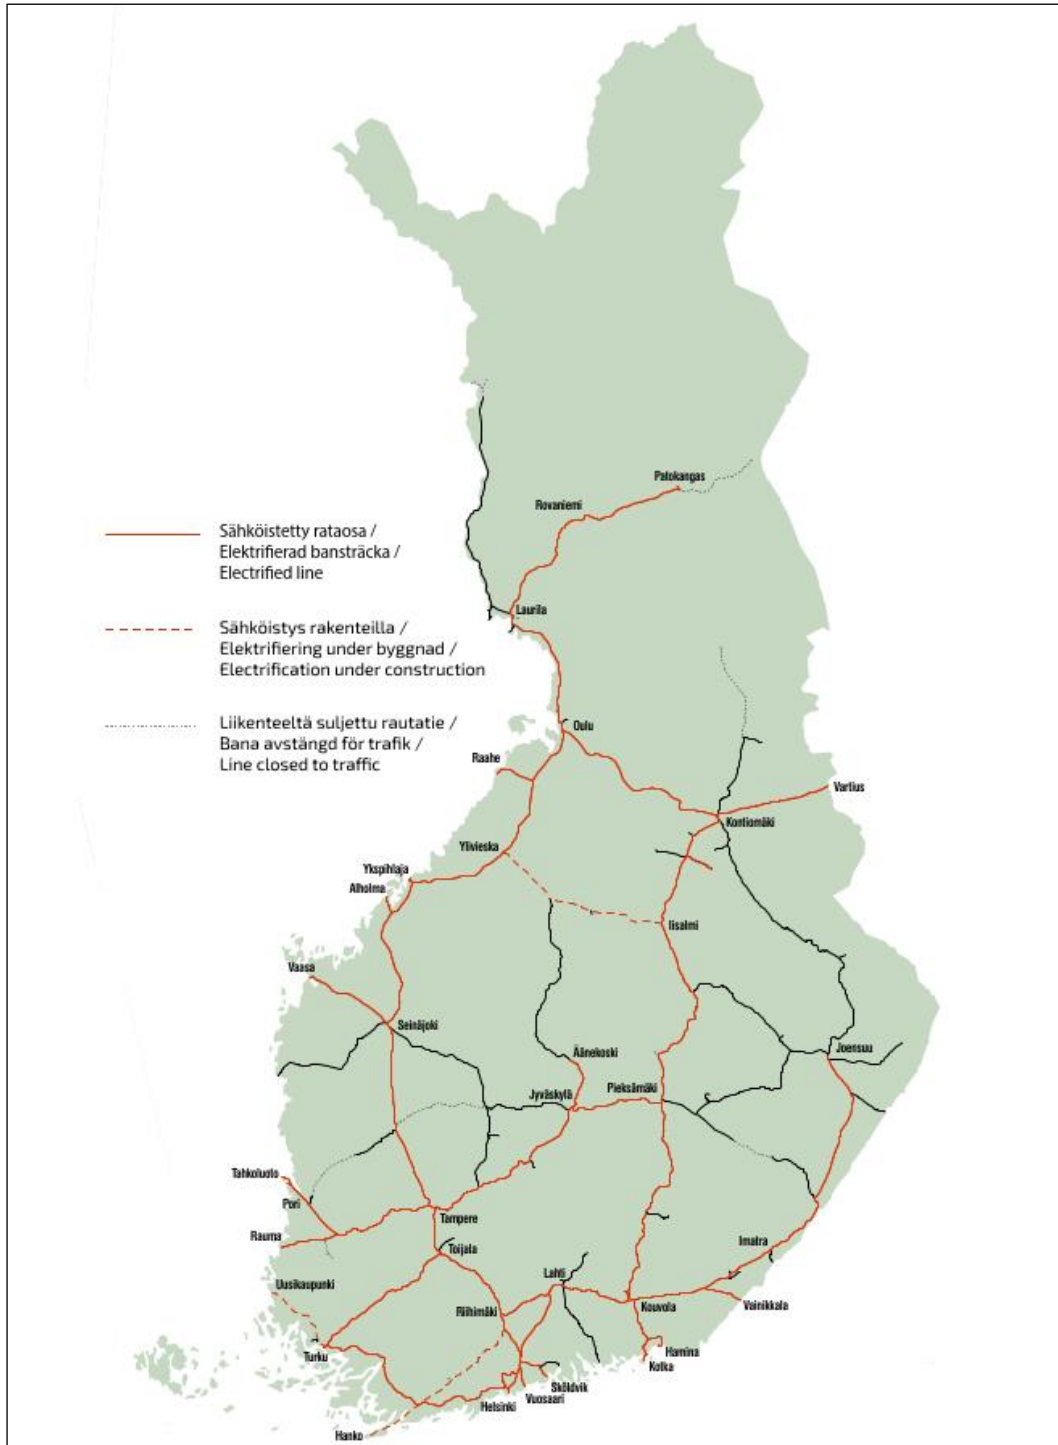 Patokangas
Rovaniemi
Sähköistetty rataosa /
Elektrifierad bansträcka /
Electrified line
Laurila
Sähköistys rakenteilla /
Elektrifiering under byggnad /
Electrification under construction
Liikenteeltä suljettu rautatie /
Bana avstängd för trafik /
Line closed to traffic
Oulu
Raahe
Vartius
Kontiomäki
Ylivieska
Ykspihlaja
Alholma
Iisalmi
Vaasa
Seinäjoki
Äänekoski
Joensuu
Jyväskylä
Pieksämäki
Tahkoluoto
Pori
Tampere
Rauma
Toijala
Imatra
Lahti
Uusikaupunki
Riihimäki
Kouvola
Vainikkala
Turku
Hamina
Kotka
Sköldvik
Vuosaari
Helsinki
Hanko